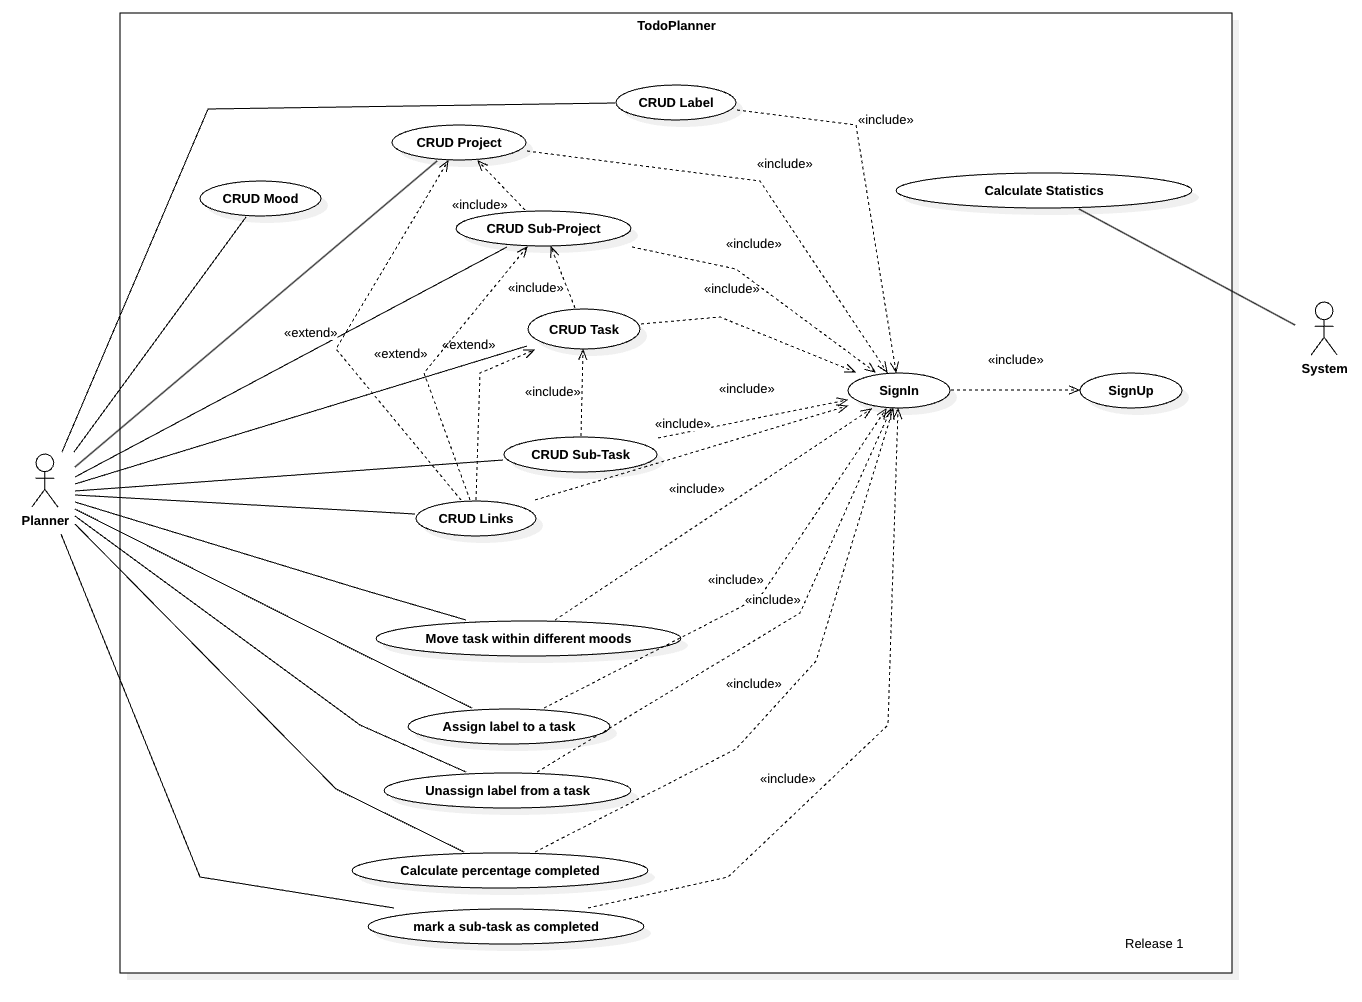 TodoPlanner
CRUD Label
«include»
CRUD Project
«include»
CRUD Mood
Calculate Statistics
«include»
CRUD Sub-Project
«include»
«include»
«include»
CRUD Task
«extend»
«extend»
«extend»
«include»
System
SignIn
SignUp
«include»
«include»
«include»
CRUD Sub-Task
CRUD Links
Planner
«include»
«include»
«include»
Move task within different moods
«include»
Assign label to a task
«include»
Unassign label from a task
Calculate percentage completed
mark a sub-task as completed
Release 1